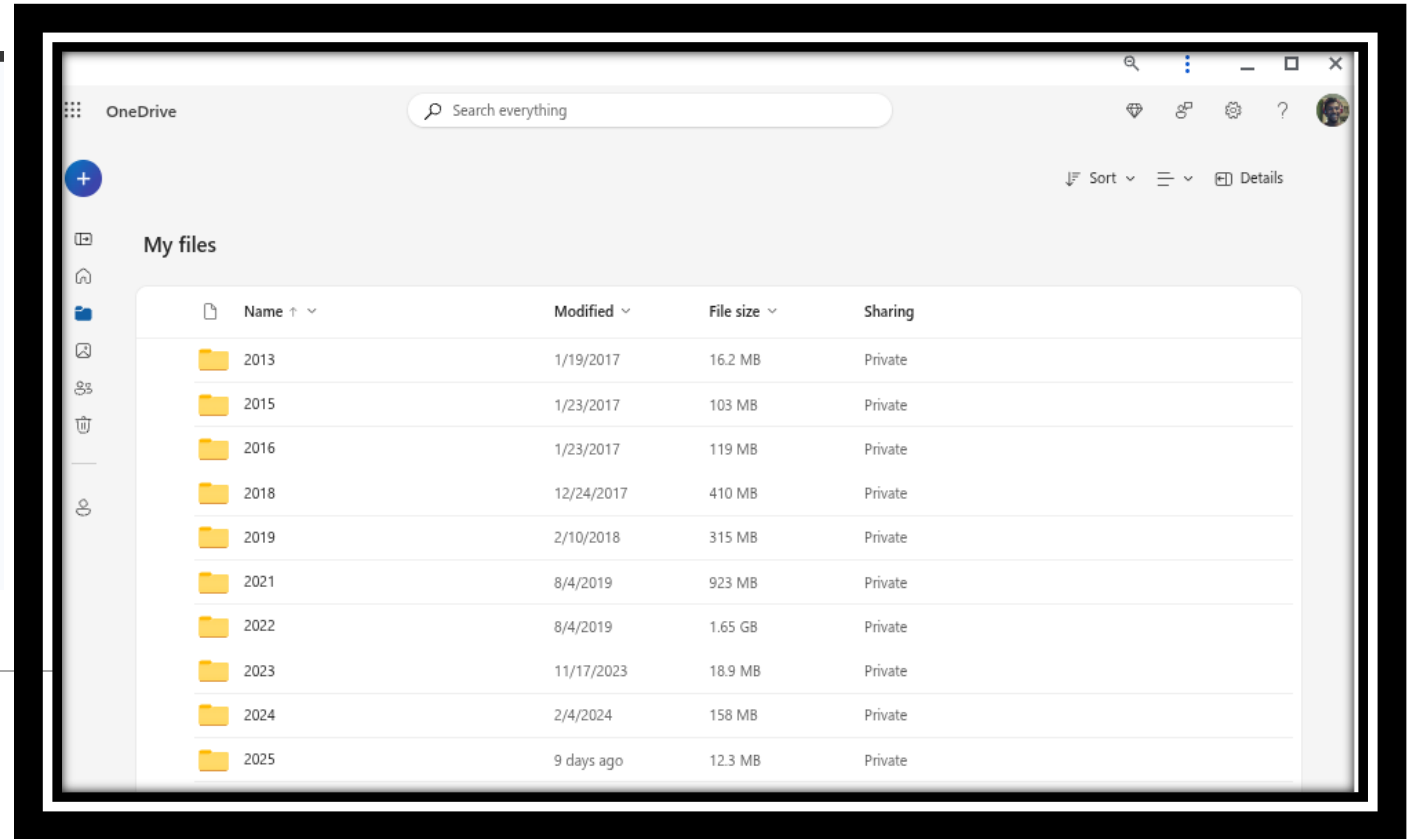 OneDrive Search everything ?
Sort Details
My files
Name Modified File size Sharing
2013 1/19/2017 16.2 MB Private
2015 1/23/2017 103 MB Private
2016 1/23/2017 119 MB Private
2018 12/24/2017 410 MB Private
2019 2/10/2018 315 MB Private
2021 8/4/2019 923 MB Private
2022 8/4/2019 1.65 GB Private
2023 11/17/2023 18.9 MB Private
2024 2/4/2024 158 MB Private
2025 9 days ago 12.3 MB Private